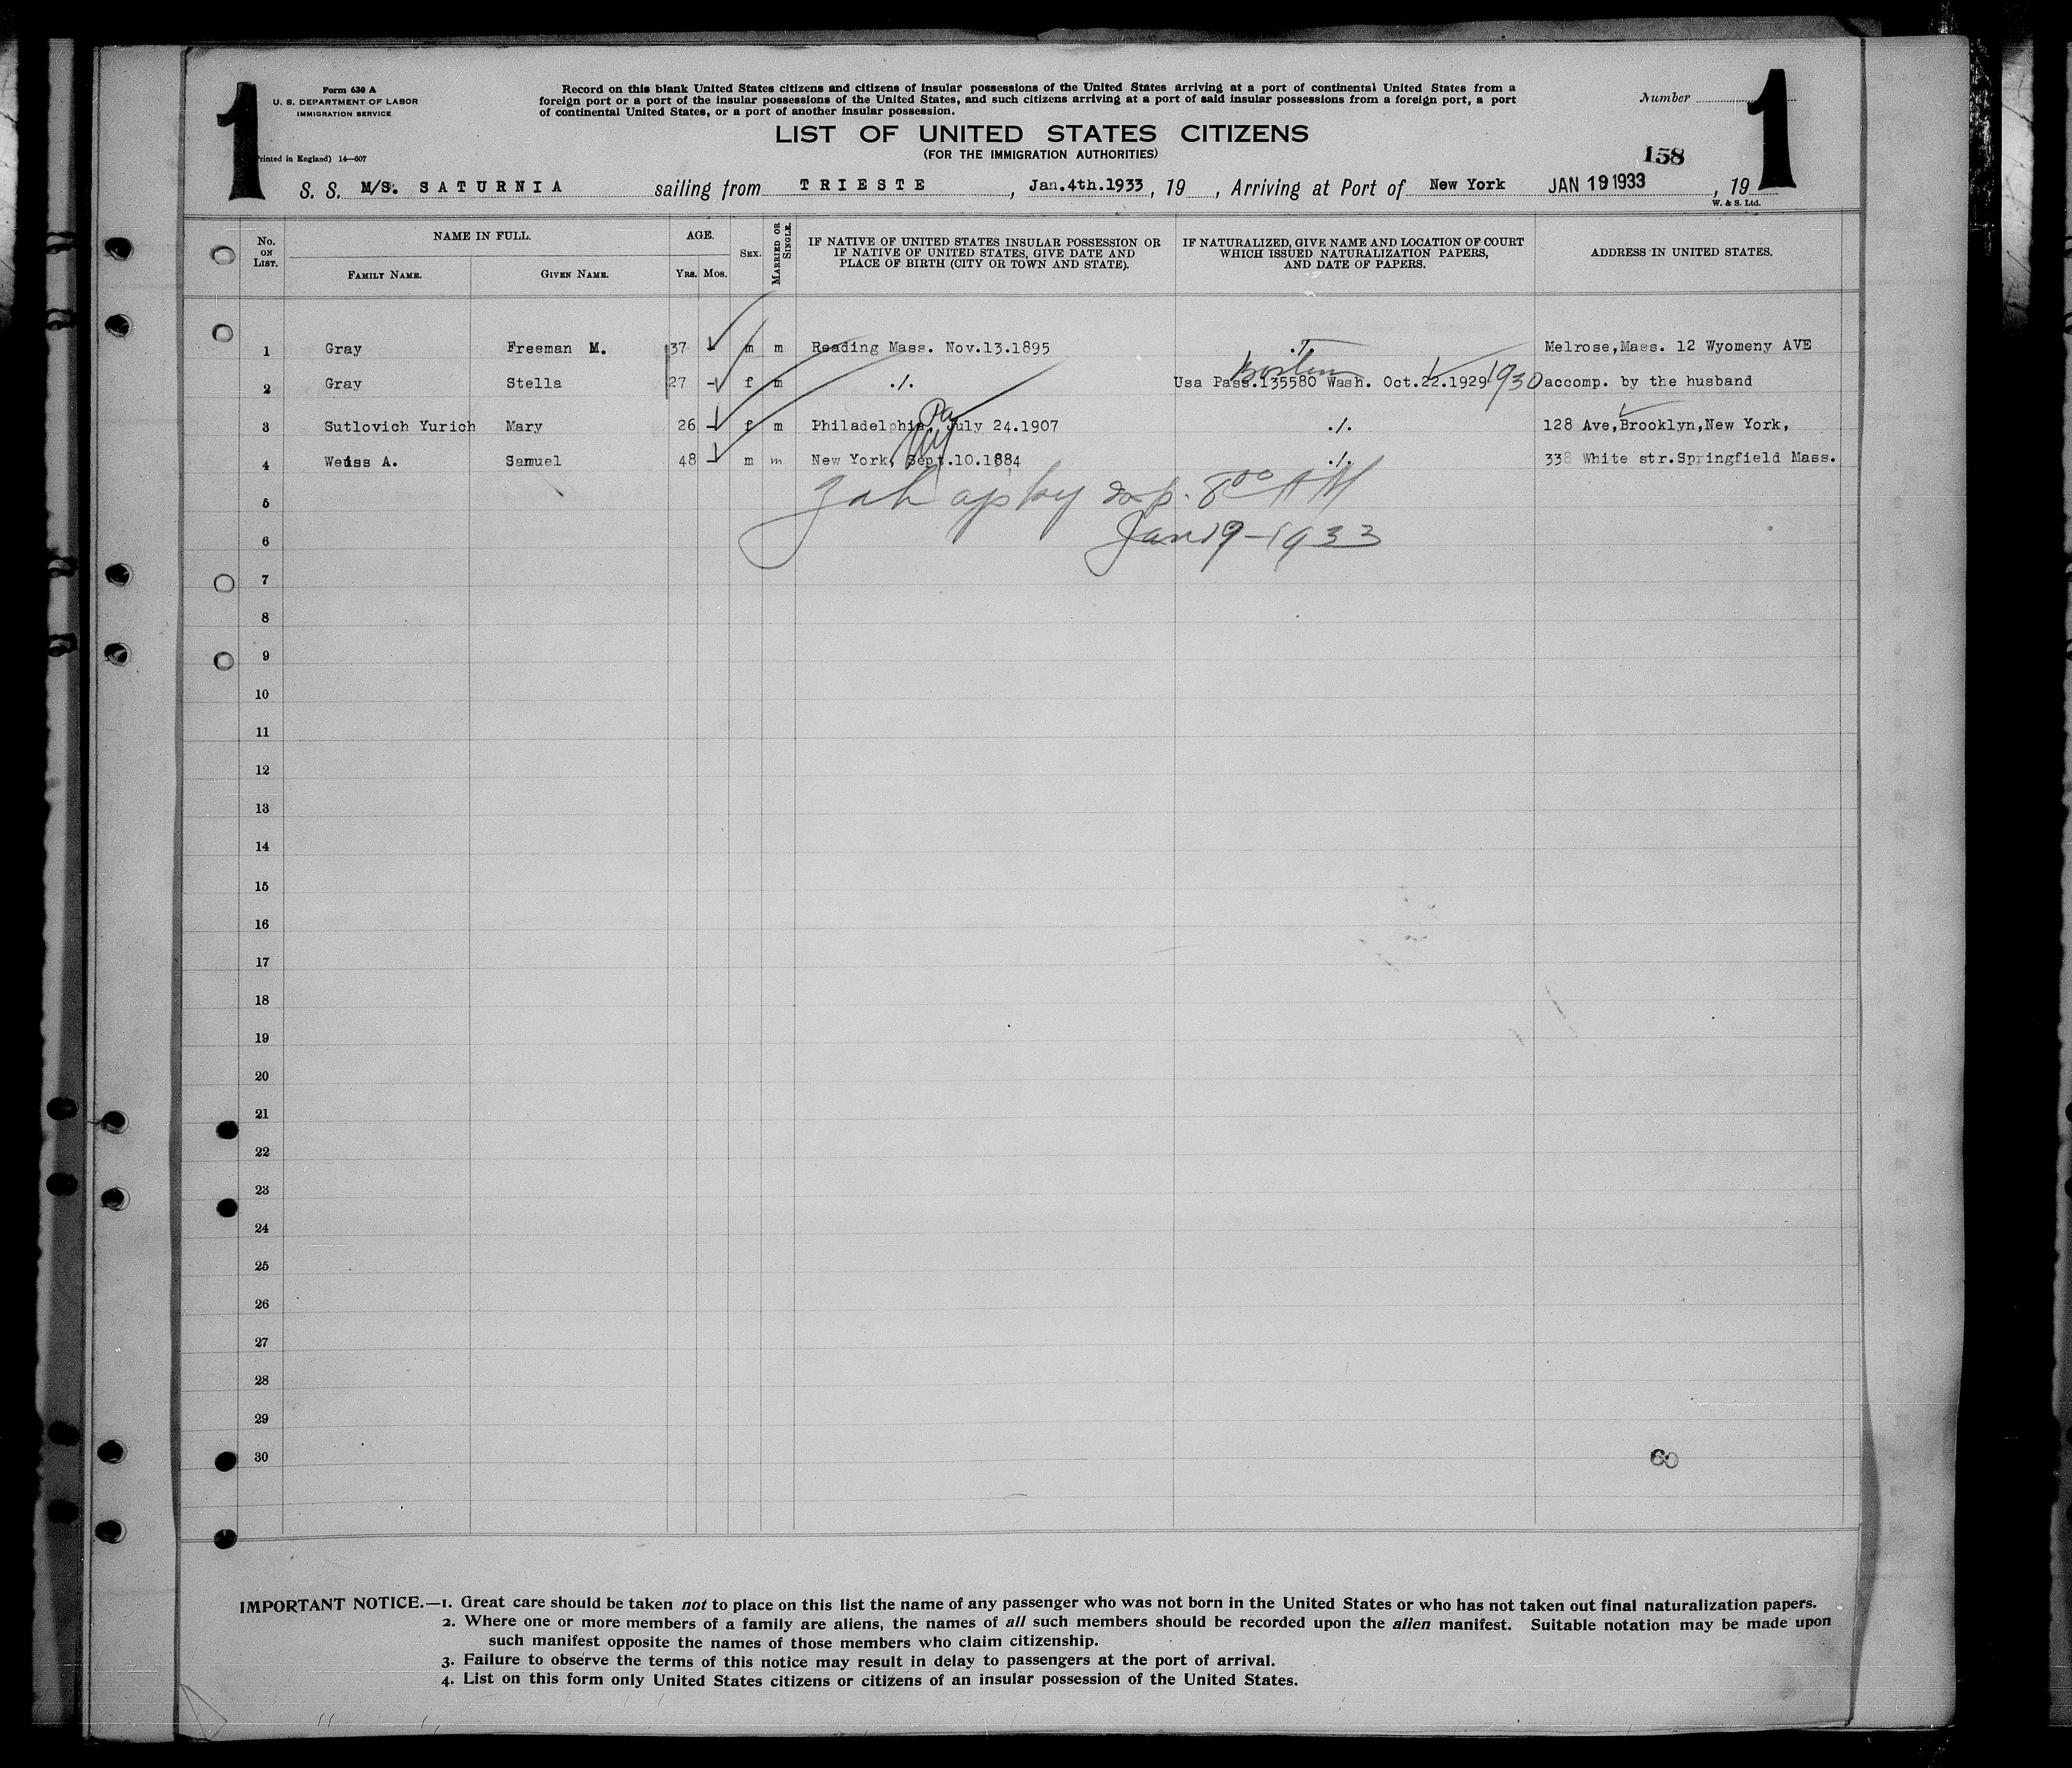 1
Form 630 A
U. S. DEPARTMENT OF LABOR
IMMIGRATION SERVICE
Printed in England) 14—607
Record on this blank United States citizens and citizens of insular possessions of the United States arriving at a port of continental United States from a
foreign port or a port of the insular possessions of the United States, and such citizens arriving at a port of said insular possessions from a foreign port, a port
of continental United States, or a port of another insular possession.
Number
1
LIST OF UNITED STATES CITIZENS
(FOR THE IMMIGRATION AUTHORITIES)
158
S. S. M/S. SATURNIA sailing from TRIESTE, Jan.4th.1933, 19 , Arriving at Port of New York JAN 19 1933, 19
W. & S. Ltd.
No. ON LIST.
NAME IN FULL.
FAMILY NAME.
GIVEN NAME.
AGE.
YRS. MOS.
SEX.
MARRIED OR SINGLE.
IF NATIVE OF UNITED STATES INSULAR POSSESSION OR
IF NATIVE OF UNITED STATES, GIVE DATE AND
PLACE OF BIRTH (CITY OR TOWN AND STATE).
IF NATURALIZED, GIVE NAME AND LOCATION OF COURT
WHICH ISSUED NATURALIZATION PAPERS,
AND DATE OF PAPERS.
ADDRESS IN UNITED STATES.
1 Gray Freeman M. 37 - m m Reading Mass. Nov.13.1895 ./. Melrose,Mass. 12 Wyomeny AVE
Boston
2 Gray Stella 27 - f m ./. Usa Pass.135580 Wash. Oct.22.1929 1930 accomp. by the husband
Pa
3 Sutlovich Yurich Mary 26 - f m Philadelphia, July 24.1907 ./. 128 Ave,Brooklyn,New York,
NY
4 Weiss A. Samuel 48 - m m New York, Sept.10.1884 ./. 338 White str.Springfield Mass.
5
8 00 AM
6
Jan 19-1933
7
8
9
10
11
12
13
14
15
16
17
18
19
20
21
22
23
24
25
26
27
28
29
30
60
IMPORTANT NOTICE.—1. Great care should be taken not to place on this list the name of any passenger who was not born in the United States or who has not taken out final naturalization papers.
2. Where one or more members of a family are aliens, the names of all such members should be recorded upon the alien manifest. Suitable notation may be made upon
such manifest opposite the names of those members who claim citizenship.
3. Failure to observe the terms of this notice may result in delay to passengers at the port of arrival.
4. List on this form only United States citizens or citizens of an insular possession of the United States.